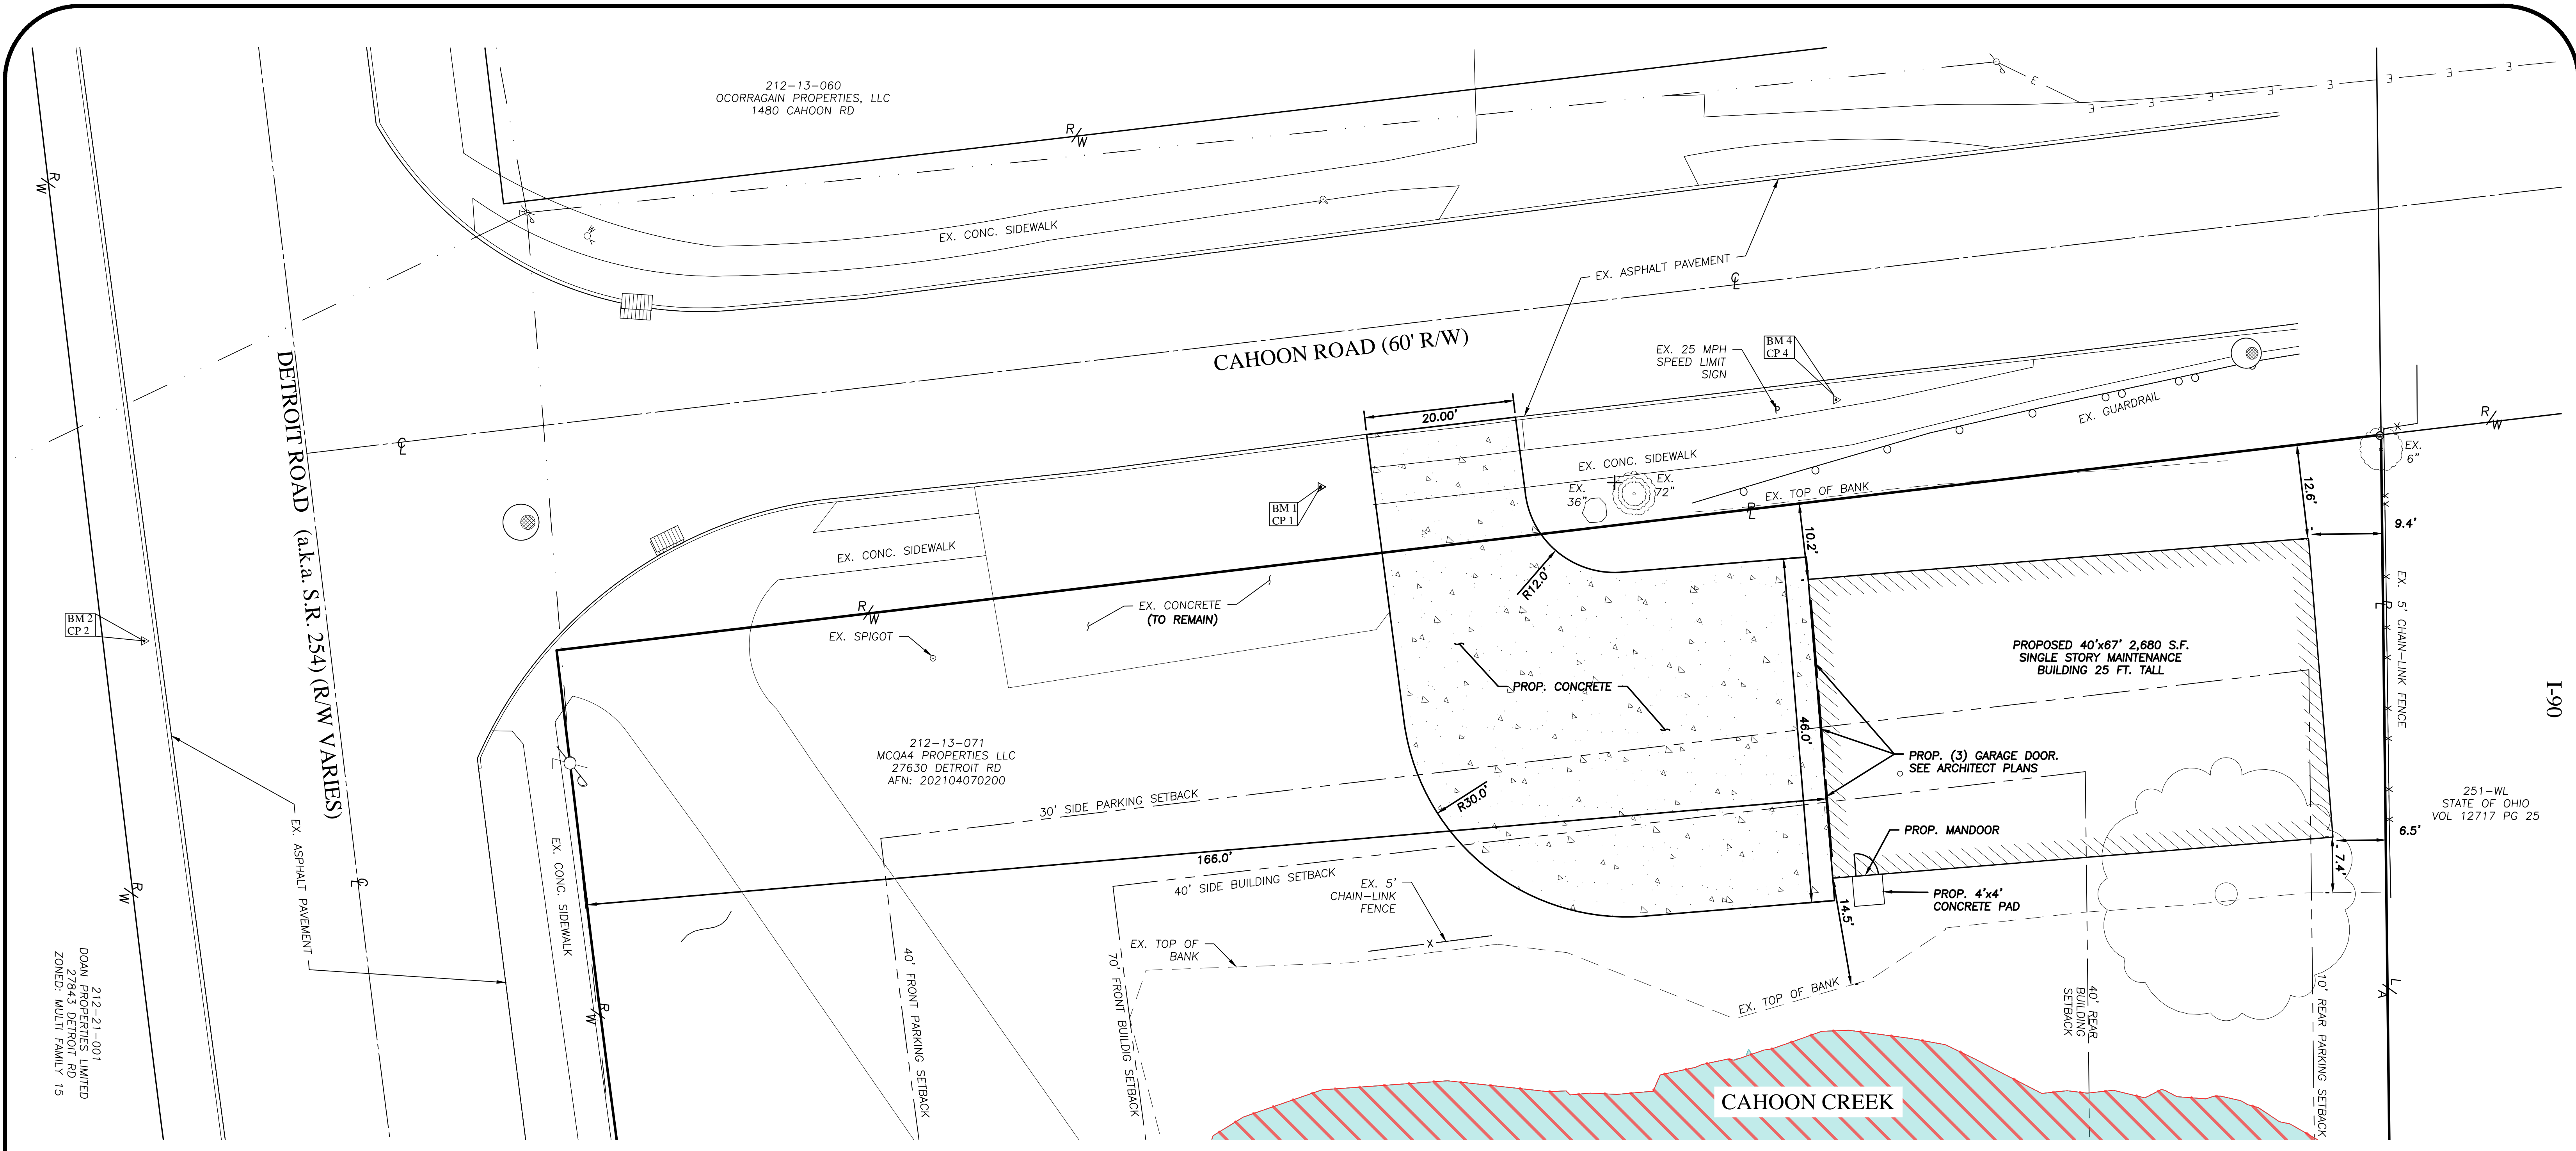 212-13-060
OCORRAGAIN PROPERTIES, LLC
1480 CAHOON RD
R/W
E
E E E E E E E E
R/W
W
EX. CONC. SIDEWALK
EX. ASPHALT PAVEMENT
CL
CAHOON ROAD (60' R/W)
EX. 25 MPH
SPEED LIMIT
SIGN
BM 4
CP 4
DETROIT ROAD (a.k.a. S.R. 254) (R/W VARIES)
CL
20.00'
EX. GUARDRAIL
R/W
EX.
6"
EX. CONC. SIDEWALK
EX.
36"
EX.
72"
EX. TOP OF BANK
PL
12.6'
9.4'
BM 1
CP 1
EX. CONC. SIDEWALK
10.2'
R12.0'
EX. 5' CHAIN-LINK FENCE
PL
R/W
EX. CONCRETE
(TO REMAIN)
EX. SPIGOT
BM 2
CP 2
PROPOSED 40'x67' 2,680 S.F.
SINGLE STORY MAINTENANCE
BUILDING 25 FT. TALL
PROP. CONCRETE
46.0'
I-90
212-13-071
MCQA4 PROPERTIES LLC
27630 DETROIT RD
AFN: 202104070200
PROP. (3) GARAGE DOOR.
SEE ARCHITECT PLANS
30' SIDE PARKING SETBACK
R30.0'
251-WL
STATE OF OHIO
VOL 12717 PG 25
6.5'
7.4'
PROP. MANDOOR
166.0'
EX. ASPHALT PAVEMENT
EX. CONC. SIDEWALK
CL
R/W
40' SIDE BUILDING SETBACK
EX. 5'
CHAIN-LINK
FENCE
X
PROP. 4'x4'
CONCRETE PAD
14.5'
EX. TOP OF
BANK
EX. TOP OF BANK
40' FRONT PARKING SETBACK
70' FRONT BUILDIG SETBACK
40' REAR
BUILDING
SETBACK
10' REAR PARKING SETBACK
L/A
R/W
212-21-001
DOAN PROPERTIES LIMITED
27843 DETROIT RD
ZONED: MULTI FAMILY 15
CAHOON CREEK